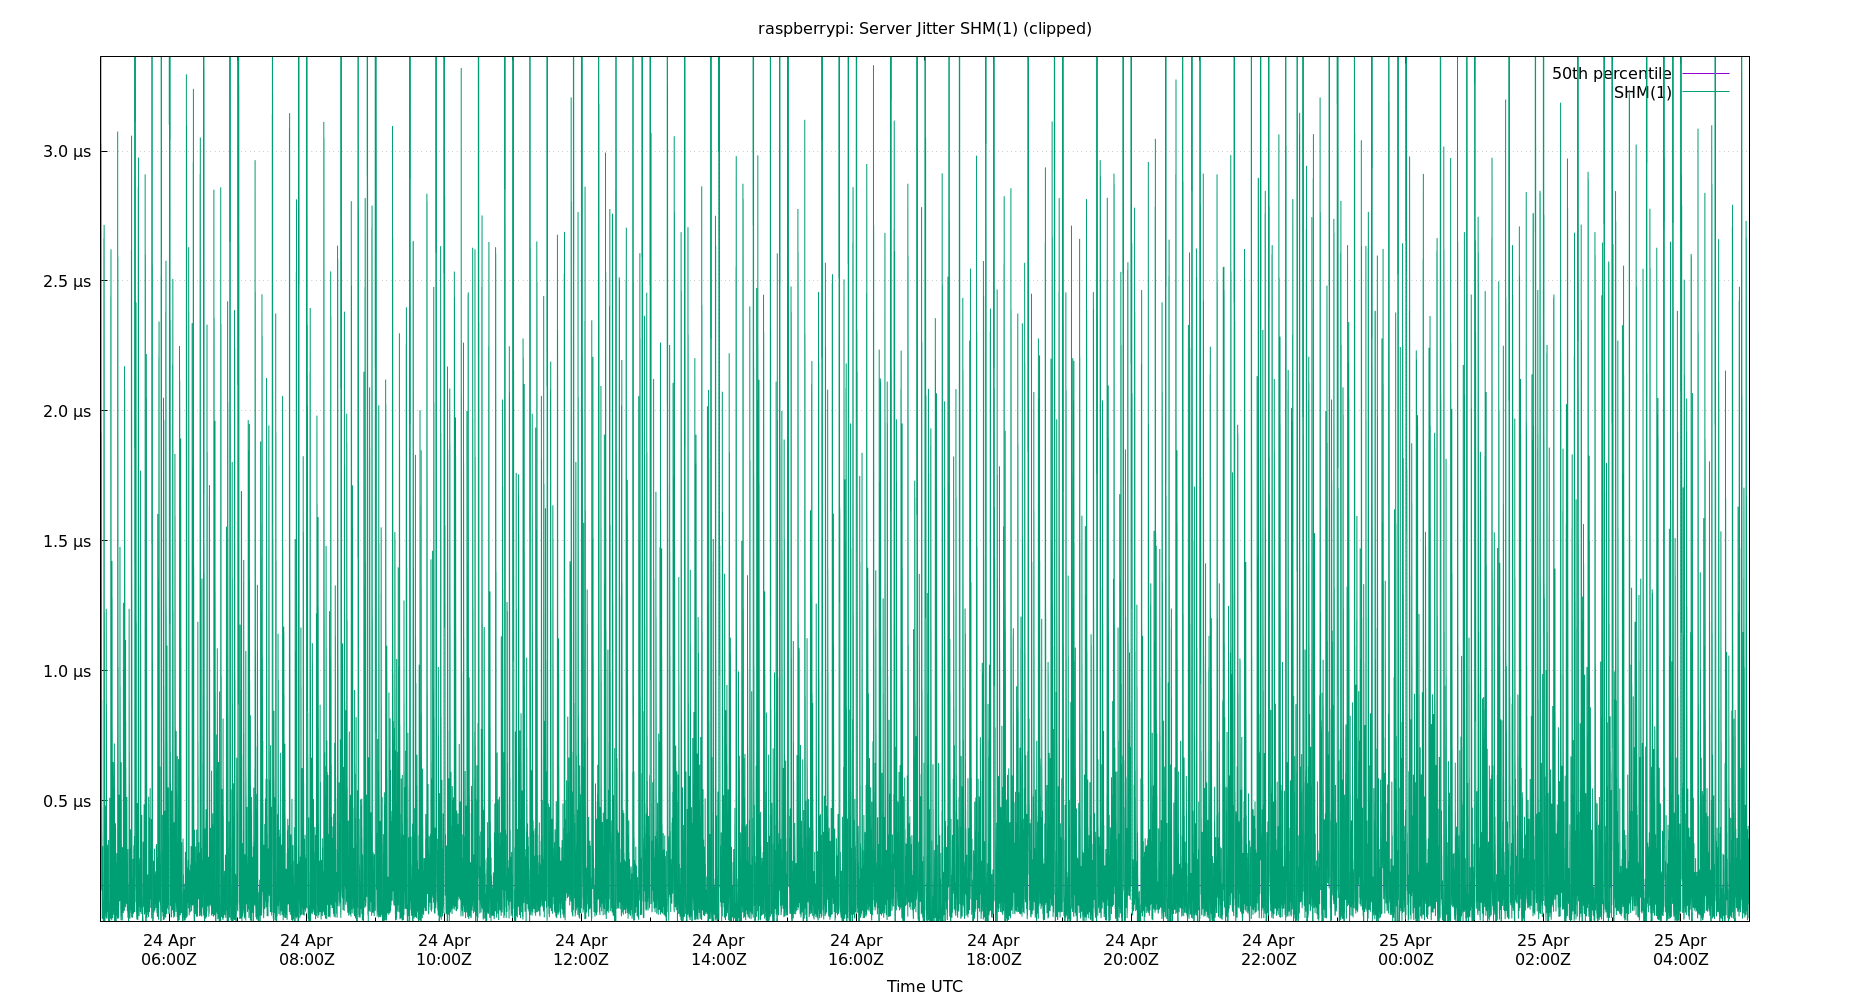 raspberrypi: Server Jitter SHM(1) (clipped)
50th percentile
SHM(1)
3.0 µs
2.5 µs
2.0 µs
1.5 µs
1.0 µs
0.5 µs
24 Apr 24 Apr 24 Apr 24 Apr 24 Apr 24 Apr 24 Apr 24 Apr 24 Apr 25 Apr 25 Apr 25 Apr
06:00Z 08:00Z 10:00Z 12:00Z 14:00Z 16:00Z 18:00Z 20:00Z 22:00Z 00:00Z 02:00Z 04:00Z
Time UTC